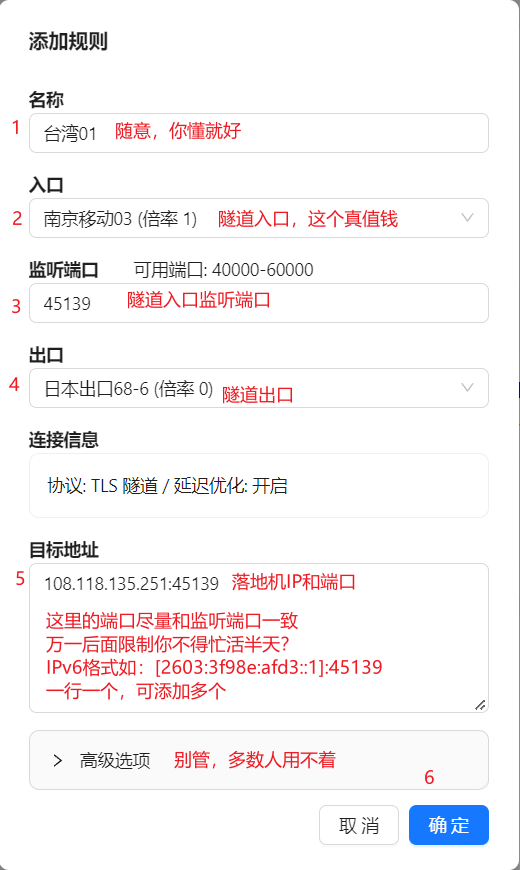 添加规则
名称
1 台湾01 随意，你懂就好
入口
2 南京移动03 (倍率 1) 隧道入口，这个真值钱
监听端口 可用端口: 40000-60000
3 45139 隧道入口监听端口
出口
4 日本出口68-6 (倍率 0) 隧道出口
连接信息
协议: TLS 隧道 / 延迟优化: 开启
目标地址
5 108.118.135.251:45139 落地机IP和端口
这里的端口尽量和监听端口一致
万一后面限制你不得忙活半天?
IPv6格式如：[2603:3f98e:afd3::1]:45139
一行一个，可添加多个
高级选项 别管，多数人用不着
6
取 消 确 定